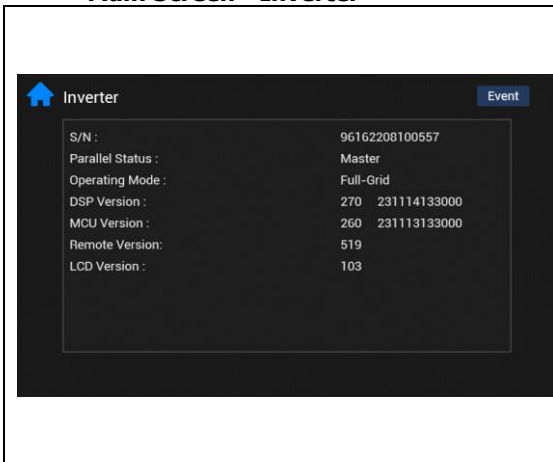 Main Screen - Inverter
Inverter
Event
S/N : 96162208100557
Parallel Status : Master
Operating Mode : Full-Grid
DSP Version : 270 231114133000
MCU Version : 260 231113133000
Remote Version: 519
LCD Version : 103